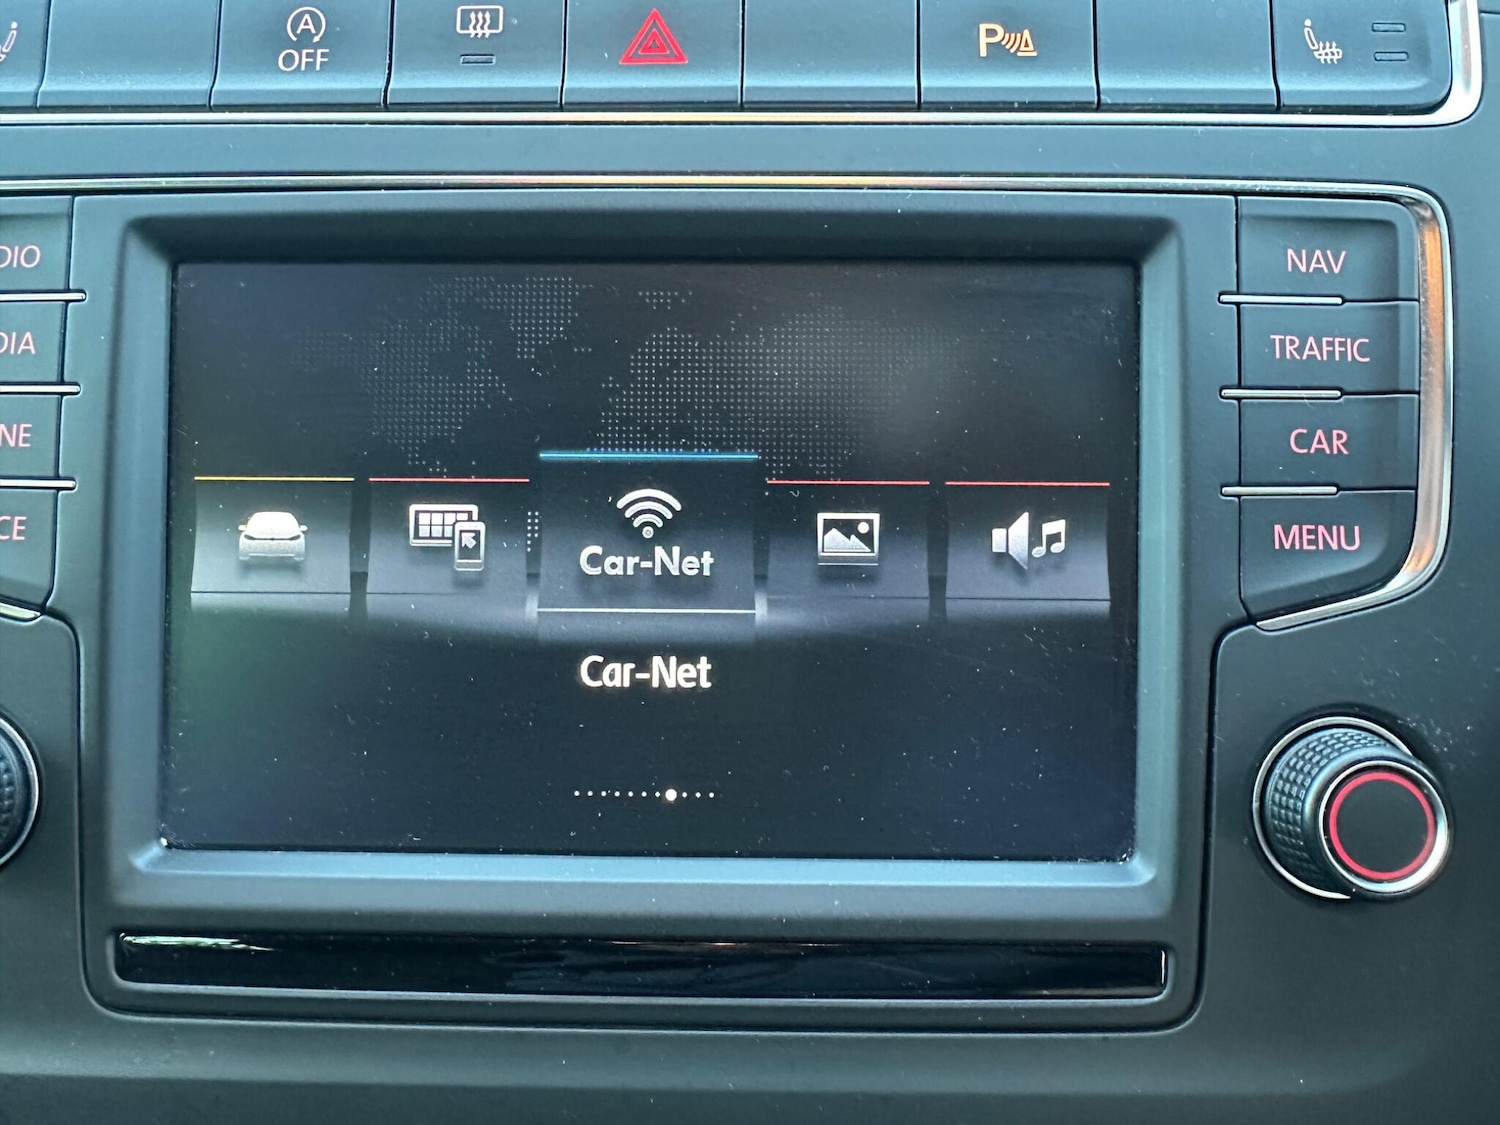 A
OFF
P
NAV
TRAFFIC
CAR
MENU
Car-Net
Car-Net